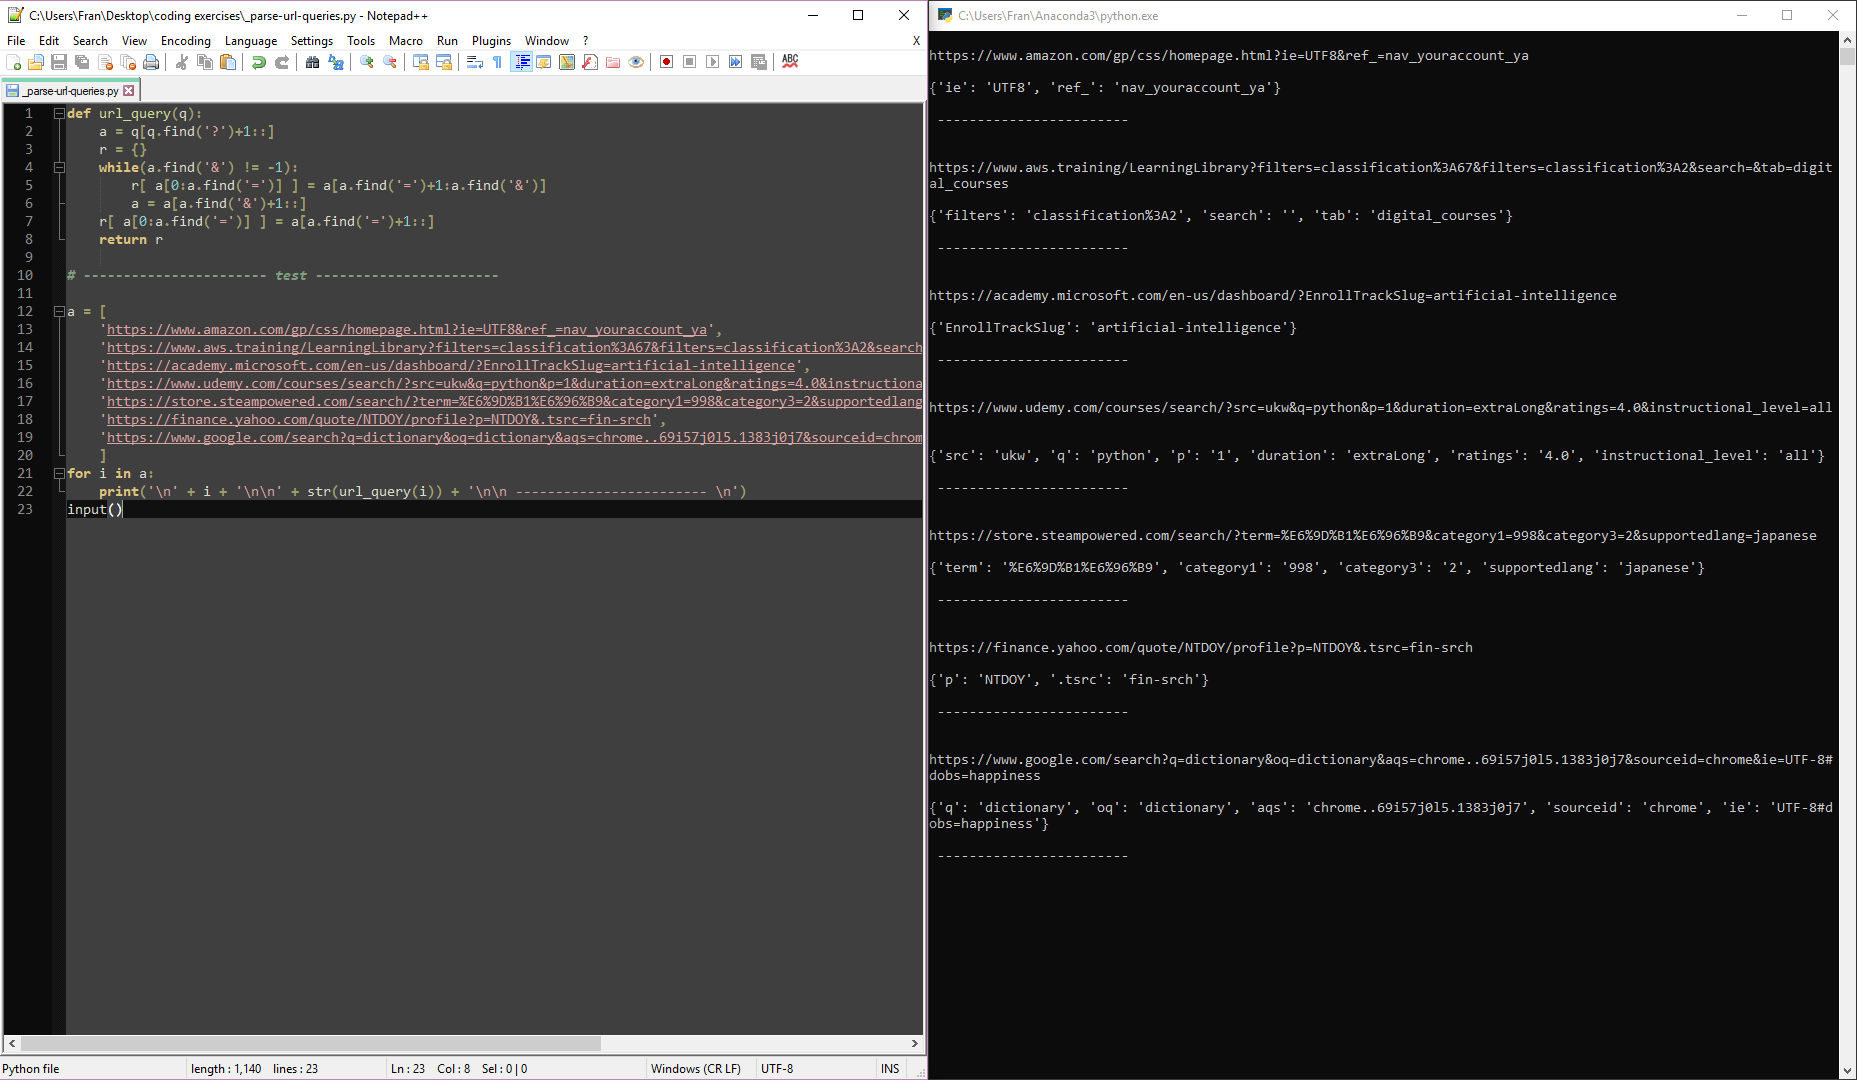 C:\Users\Fran\Desktop\coding exercises\_parse-url-queries.py - Notepad++
File Edit Search View Encoding Language Settings Tools Macro Run Plugins Window ? X
ABC
_parse-url-queries.py
1 def url_query(q):
2     a = q[q.find('?')+1::]
3     r = {}
4     while(a.find('&') != -1):
5         r[ a[0:a.find('=')] ] = a[a.find('=')+1:a.find('&')]
6         a = a[a.find('&')+1::]
7     r[ a[0:a.find('=')] ] = a[a.find('=')+1::]
8     return r
9
10 # ----------------------- test -----------------------
11
12 a = [
13     'https://www.amazon.com/gp/css/homepage.html?ie=UTF8&ref_=nav_youraccount_ya',
14     'https://www.aws.training/LearningLibrary?filters=classification%3A67&filters=classification%3A2&search
15     'https://academy.microsoft.com/en-us/dashboard/?EnrollTrackSlug=artificial-intelligence',
16     'https://www.udemy.com/courses/search/?src=ukw&q=python&p=1&duration=extraLong&ratings=4.0&instructiona
17     'https://store.steampowered.com/search/?term=%E6%9D%B1%E6%96%B9&category1=998&category3=2&supportedlang
18     'https://finance.yahoo.com/quote/NTDOY/profile?p=NTDOY&.tsrc=fin-srch',
19     'https://www.google.com/search?q=dictionary&oq=dictionary&aqs=chrome..69i57j0l5.1383j0j7&sourceid=chrom
20     ]
21 for i in a:
22     print('\n' + i + '\n\n' + str(url_query(i)) + '\n\n ------------------------ \n')
23 input()
Python file length : 1,140 lines : 23 Ln : 23 Col : 8 Sel : 0 | 0 Windows (CR LF) UTF-8 INS
C:\Users\Fran\Anaconda3\python.exe
https://www.amazon.com/gp/css/homepage.html?ie=UTF8&ref_=nav_youraccount_ya
{'ie': 'UTF8', 'ref_': 'nav_youraccount_ya'}
------------------------
https://www.aws.training/LearningLibrary?filters=classification%3A67&filters=classification%3A2&search=&tab=digit
al_courses
{'filters': 'classification%3A2', 'search': '', 'tab': 'digital_courses'}
------------------------
https://academy.microsoft.com/en-us/dashboard/?EnrollTrackSlug=artificial-intelligence
{'EnrollTrackSlug': 'artificial-intelligence'}
------------------------
https://www.udemy.com/courses/search/?src=ukw&q=python&p=1&duration=extraLong&ratings=4.0&instructional_level=all
{'src': 'ukw', 'q': 'python', 'p': '1', 'duration': 'extraLong', 'ratings': '4.0', 'instructional_level': 'all'}
------------------------
https://store.steampowered.com/search/?term=%E6%9D%B1%E6%96%B9&category1=998&category3=2&supportedlang=japanese
{'term': '%E6%9D%B1%E6%96%B9', 'category1': '998', 'category3': '2', 'supportedlang': 'japanese'}
------------------------
https://finance.yahoo.com/quote/NTDOY/profile?p=NTDOY&.tsrc=fin-srch
{'p': 'NTDOY', '.tsrc': 'fin-srch'}
------------------------
https://www.google.com/search?q=dictionary&oq=dictionary&aqs=chrome..69i57j0l5.1383j0j7&sourceid=chrome&ie=UTF-8#
dobs=happiness
{'q': 'dictionary', 'oq': 'dictionary', 'aqs': 'chrome..69i57j0l5.1383j0j7', 'sourceid': 'chrome', 'ie': 'UTF-8#d
obs=happiness'}
------------------------